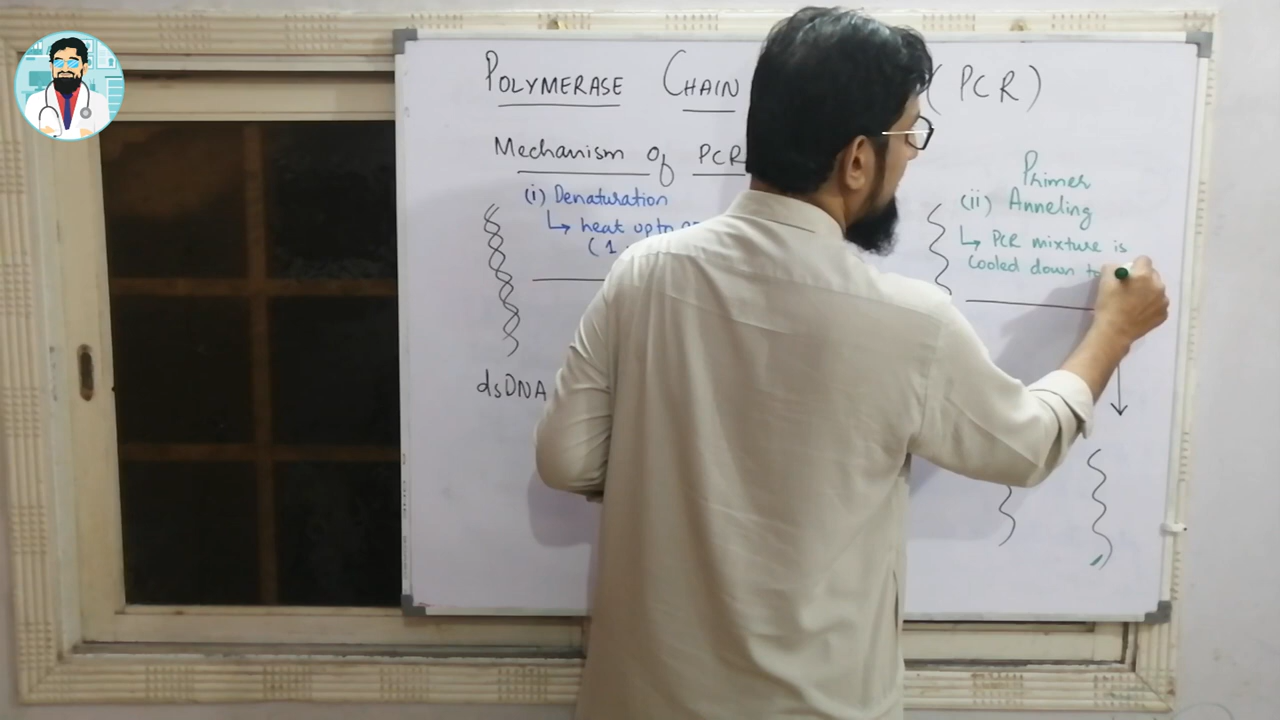 POLYMERASE CHAIN (PCR)
Mechanism of PCR
(i) Denaturation
↳ heat upto
(1
dsDNA
Primer
(ii) Anneling
↳ PCR mixture is
Cooled down to